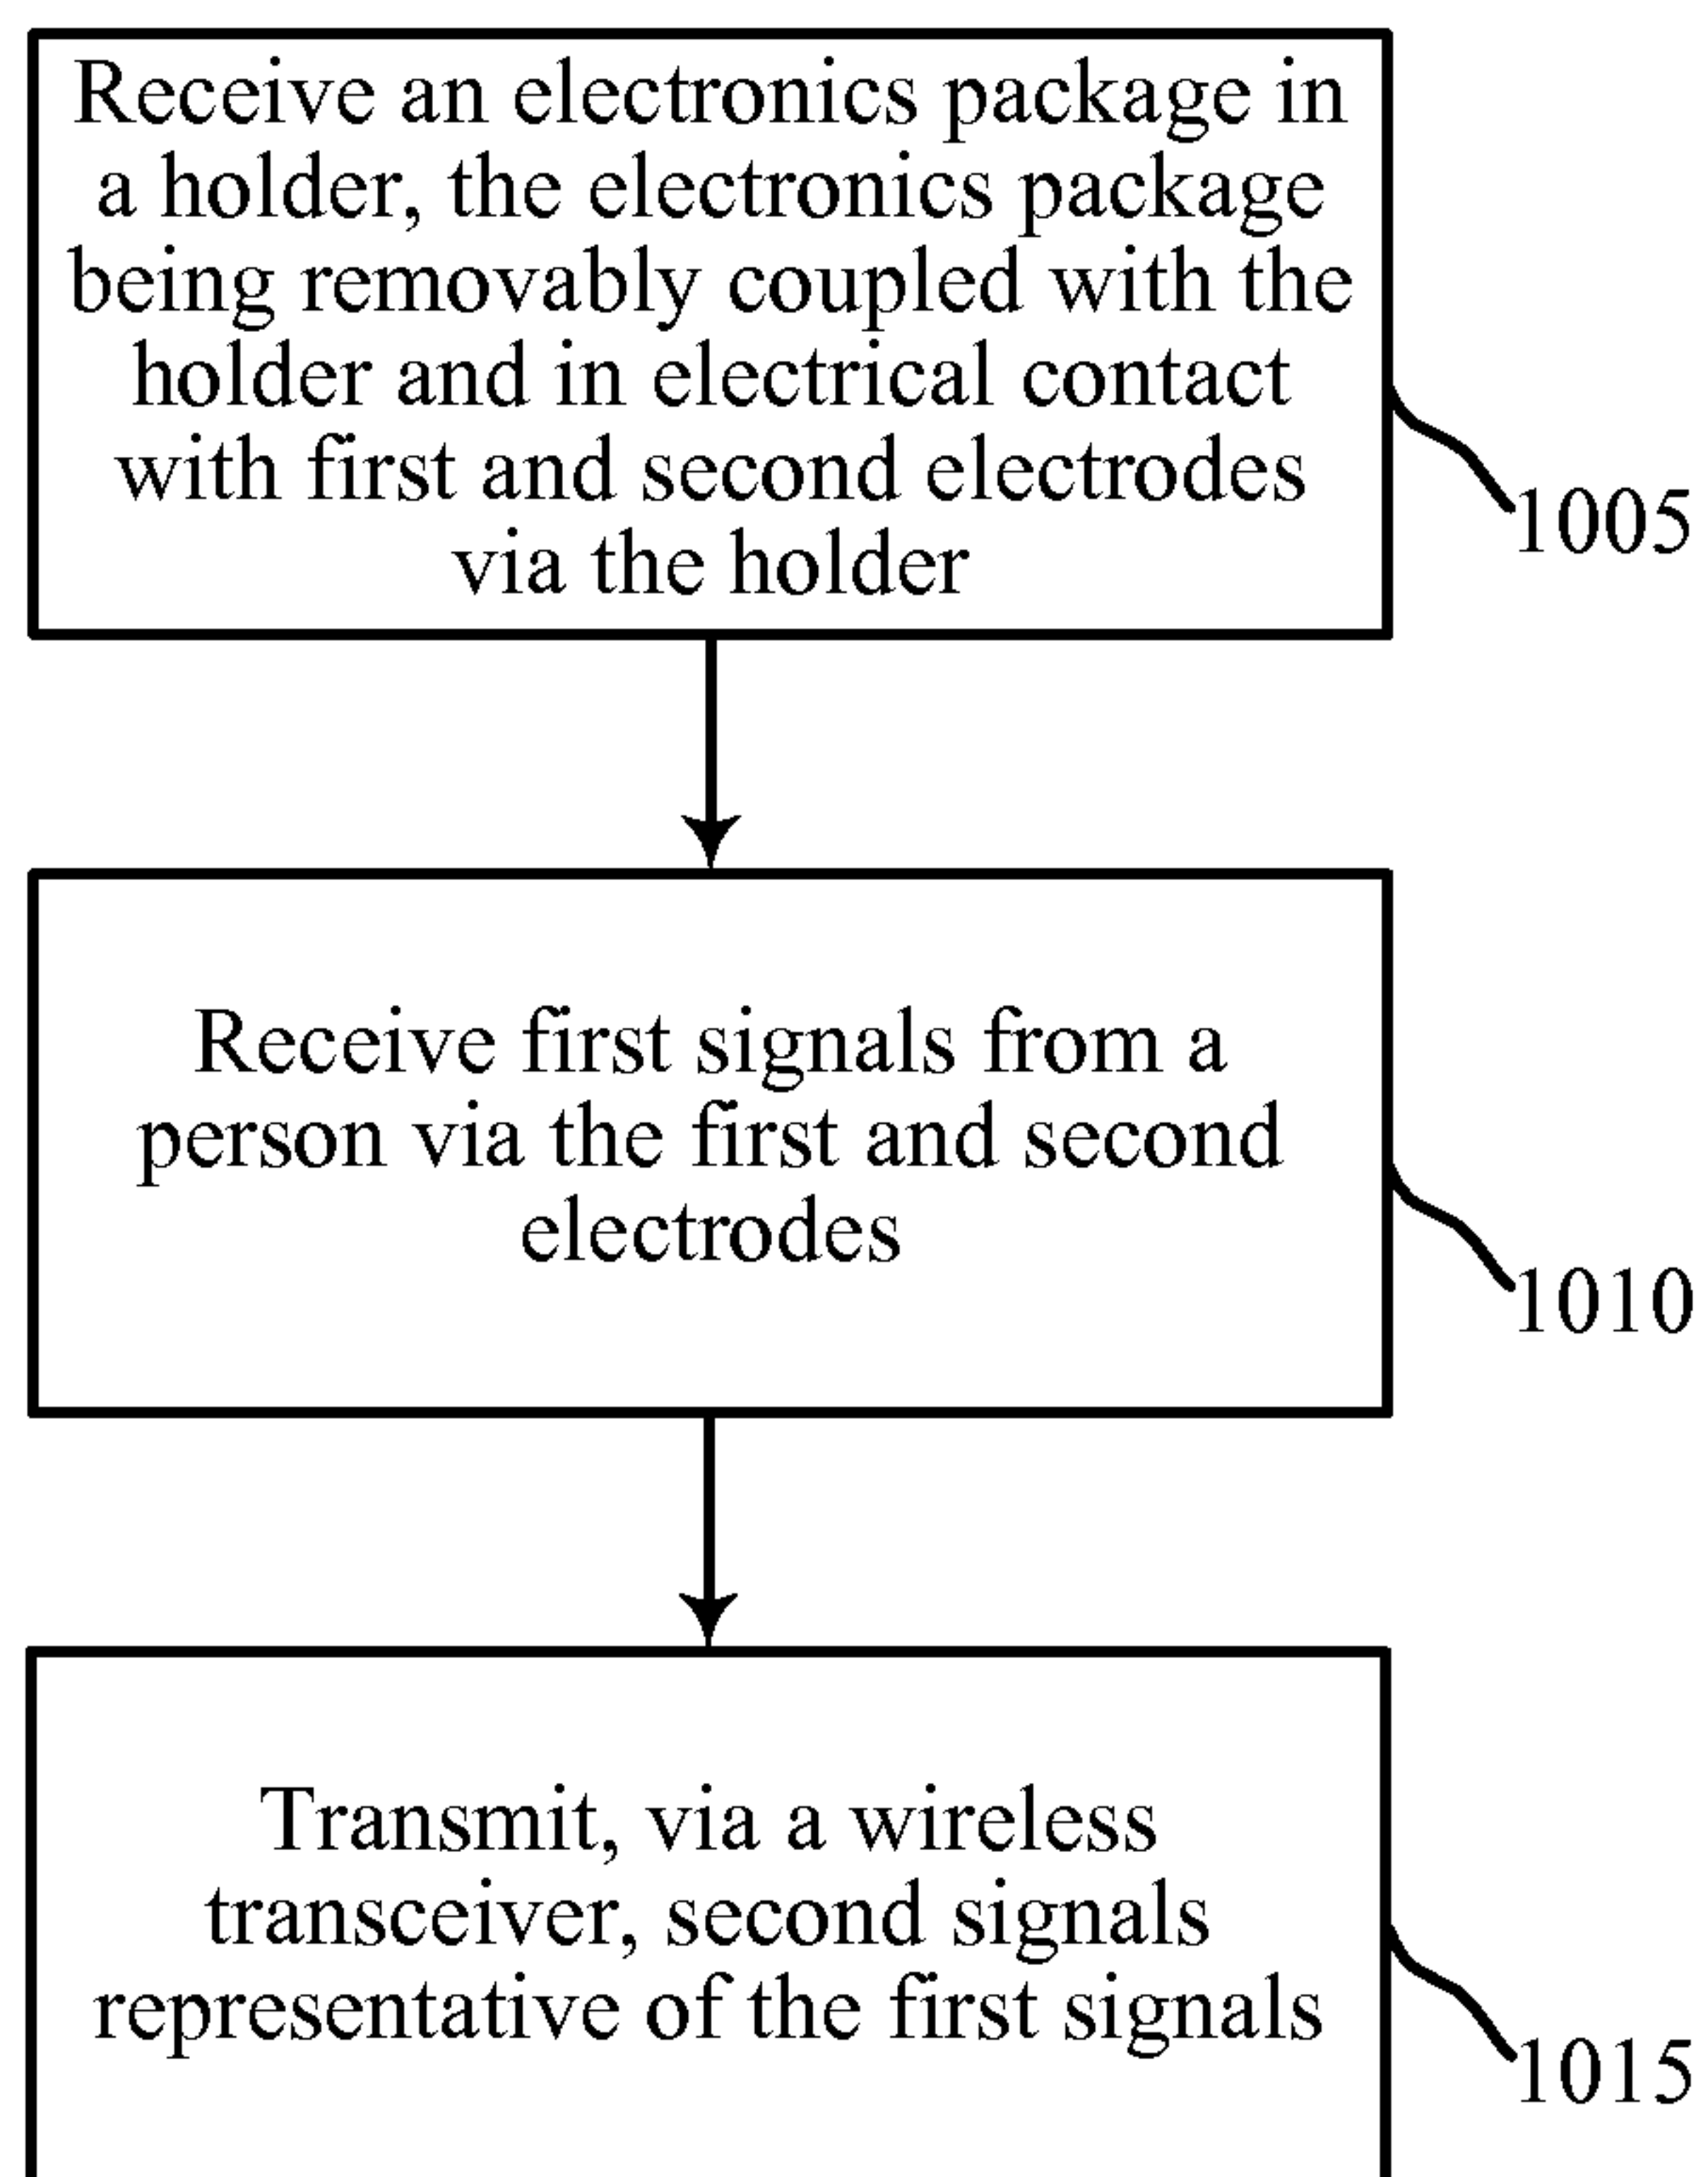 Receive an electronics package in
a holder, the electronics package
being removably coupled with the
holder and in electrical contact
with first and second electrodes
via the holder
1005
Receive first signals from a
person via the first and second
electrodes
1010
Transmit, via a wireless
transceiver, second signals
representative of the first signals
1015